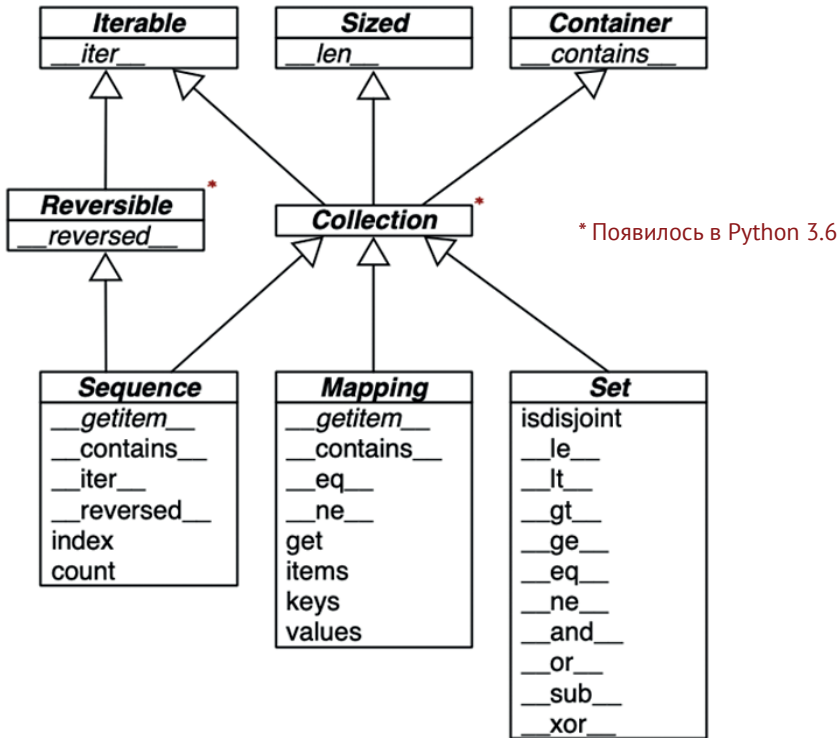 Iterable
__iter__
Sized
__len__
Container
__contains__
Reversible
*
__reversed__
Collection
*
* Появилось в Python 3.6
Sequence
__getitem__
__contains__
__iter__
__reversed__
index
count
Mapping
__getitem__
__contains__
__eq__
__ne__
get
items
keys
values
Set
isdisjoint
__le__
__lt__
__gt__
__ge__
__eq__
__ne__
__and__
__or__
__sub__
__xor__